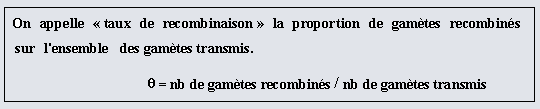 On appelle « taux de recombinaison » la proportion de gamètes recombinés
sur l'ensemble des gamètes transmis.
θ = nb de gamètes recombinés / nb de gamètes transmis